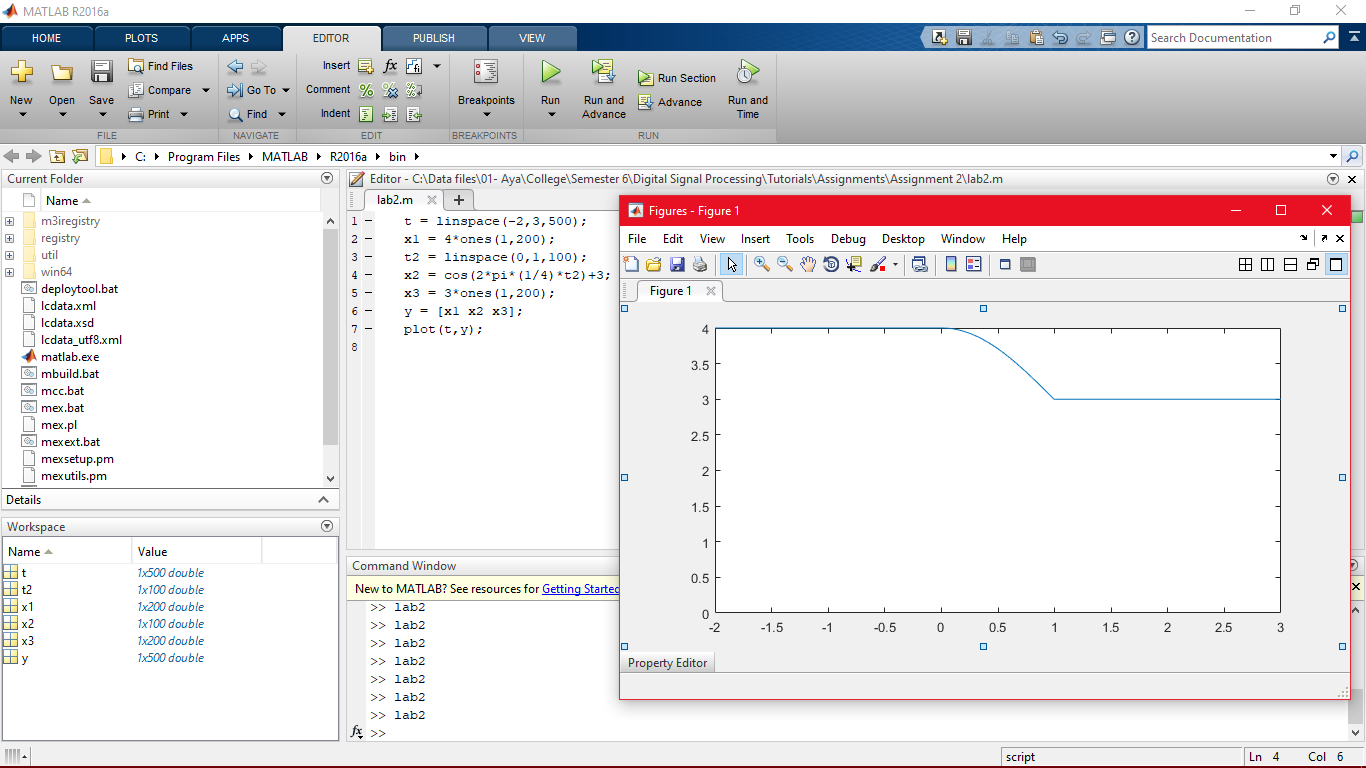 MATLAB R2016a
HOME PLOTS APPS EDITOR PUBLISH VIEW
Search Documentation
New Open Save Find Files Compare Print
Go To Find
Insert fx
Comment
Indent
Breakpoints
Run Run and Advance Run Section Advance Run and Time
FILE NAVIGATE EDIT BREAKPOINTS RUN
C: Program Files MATLAB R2016a bin
Current Folder
Name
m3iregistry
registry
util
win64
deploytool.bat
lcdata.xml
lcdata.xsd
lcdata_utf8.xml
matlab.exe
mbuild.bat
mcc.bat
mex.bat
mex.pl
mexext.bat
mexsetup.pm
mexutils.pm
Details
Workspace
Name Value
t 1x500 double
t2 1x100 double
x1 1x200 double
x2 1x100 double
x3 1x200 double
y 1x500 double
Editor - C:\Data files\01- Aya\College\Semester 6\Digital Signal Processing\Tutorials\Assignments\Assignment 2\lab2.m
lab2.m
1 t = linspace(-2,3,500);
2 x1 = 4*ones(1,200);
3 t2 = linspace(0,1,100);
4 x2 = cos(2*pi*(1/4)*t2)+3;
5 x3 = 3*ones(1,200);
6 y = [x1 x2 x3];
7 plot(t,y);
8
Command Window
New to MATLAB? See resources for Getting Started
>> lab2
>> lab2
>> lab2
>> lab2
>> lab2
>> lab2
>> lab2
fx >>
Figures - Figure 1
File Edit View Insert Tools Debug Desktop Window Help
Figure 1
4
3.5
3
2.5
2
1.5
1
0.5
0
-2 -1.5 -1 -0.5 0 0.5 1 1.5 2 2.5 3
Property Editor
script Ln 4 Col 6